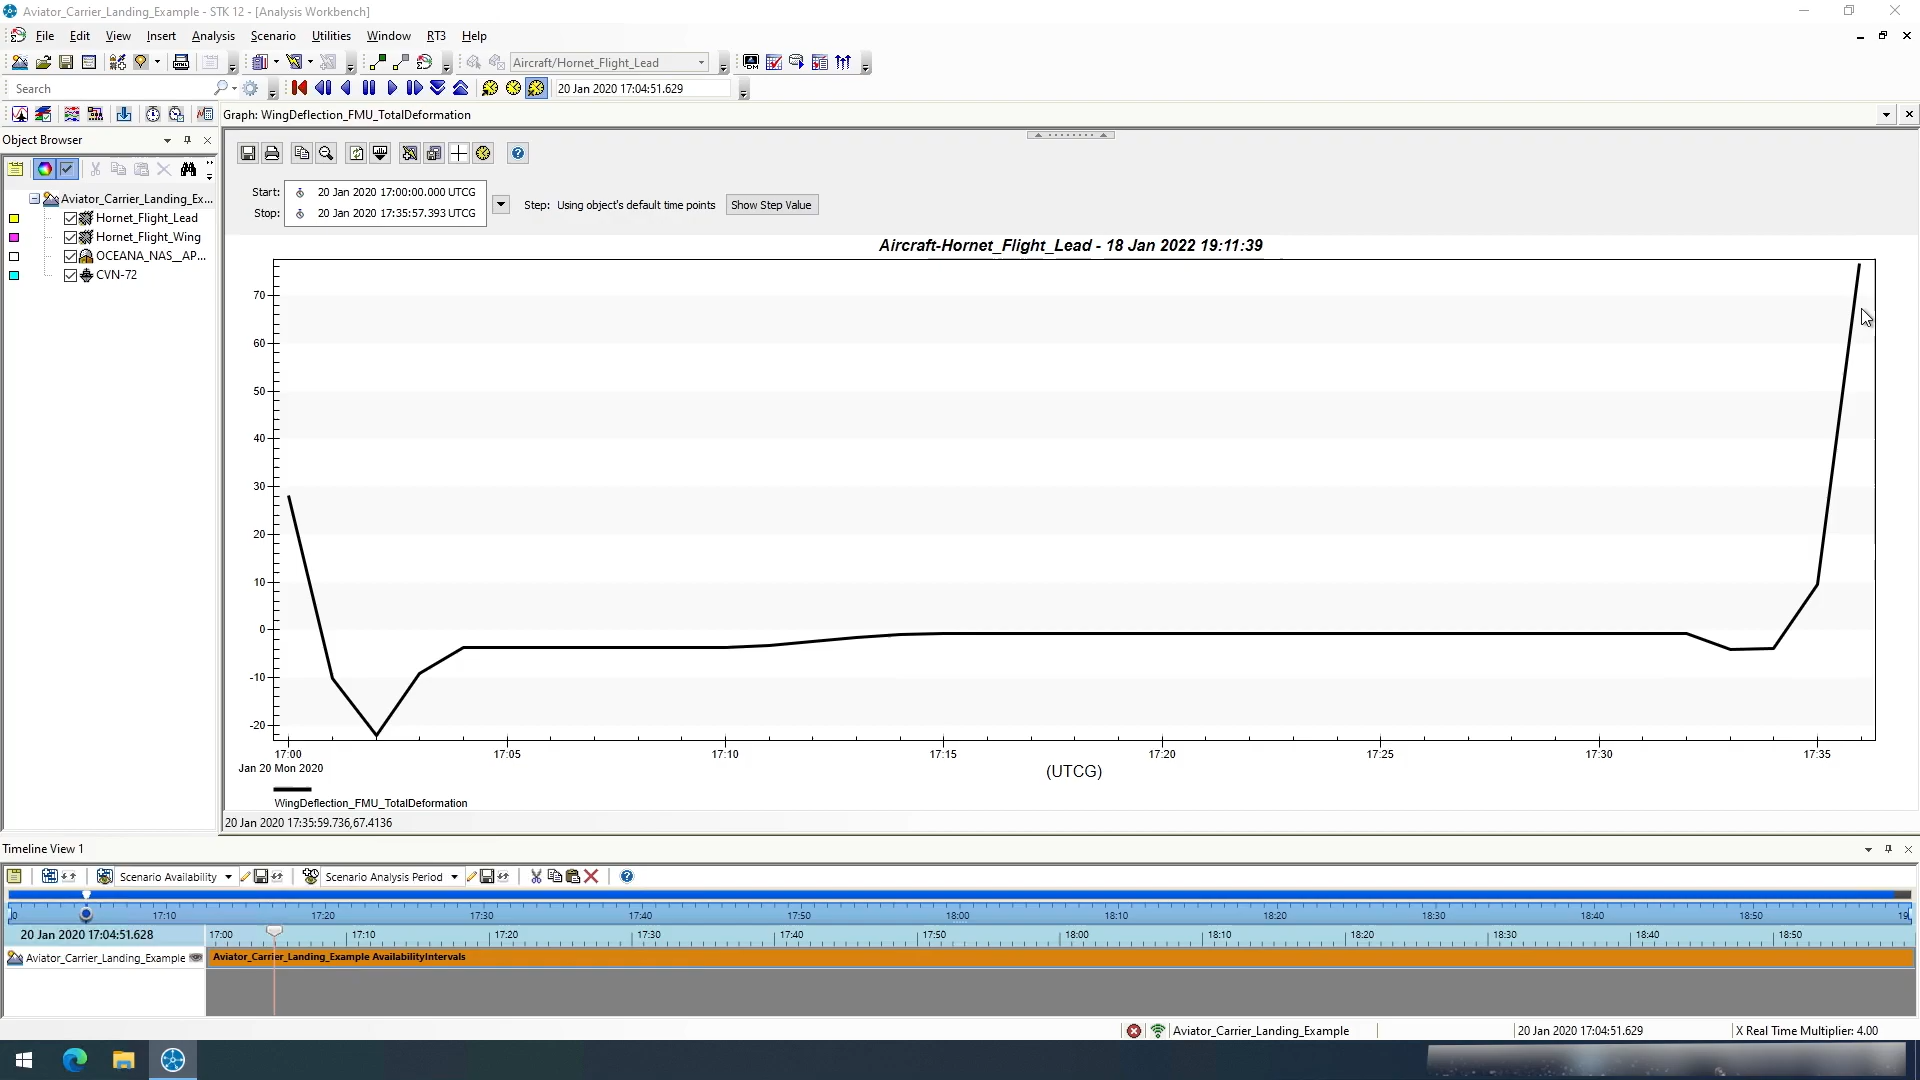 Aviator_Carrier_Landing_Example - STK 12 - [Analysis Workbench]
File Edit View Insert Analysis Scenario Utilities Window RT3 Help
Aircraft/Hornet_Flight_Lead
Search
20 Jan 2020 17:04:51.629
Graph: WingDeflection_FMU_TotalDeformation
Object Browser
Aviator_Carrier_Landing_Ex...
Hornet_Flight_Lead
Hornet_Flight_Wing
OCEANA_NAS__AP...
CVN-72
Start: 20 Jan 2020 17:00:00.000 UTCG
Stop: 20 Jan 2020 17:35:57.393 UTCG
Step: Using object's default time points
Show Step Value
Aircraft-Hornet_Flight_Lead - 18 Jan 2022 19:11:39
70
60
50
40
30
20
10
0
-10
-20
17:00 17:05 17:10 17:15 17:20 17:25 17:30 17:35
Jan 20 Mon 2020
(UTCG)
WingDeflection_FMU_TotalDeformation
20 Jan 2020 17:35:59.736,67.4136
Timeline View 1
Scenario Availability
Scenario Analysis Period
17:10 17:20 17:30 17:40 17:50 18:00 18:10 18:20 18:30 18:40 18:50
20 Jan 2020 17:04:51.628
17:00 17:10 17:20 17:30 17:40 17:50 18:00 18:10 18:20 18:30 18:40 18:50
Aviator_Carrier_Landing_Example
Aviator_Carrier_Landing_Example AvailabilityIntervals
Aviator_Carrier_Landing_Example
20 Jan 2020 17:04:51.629
X Real Time Multiplier: 4.00